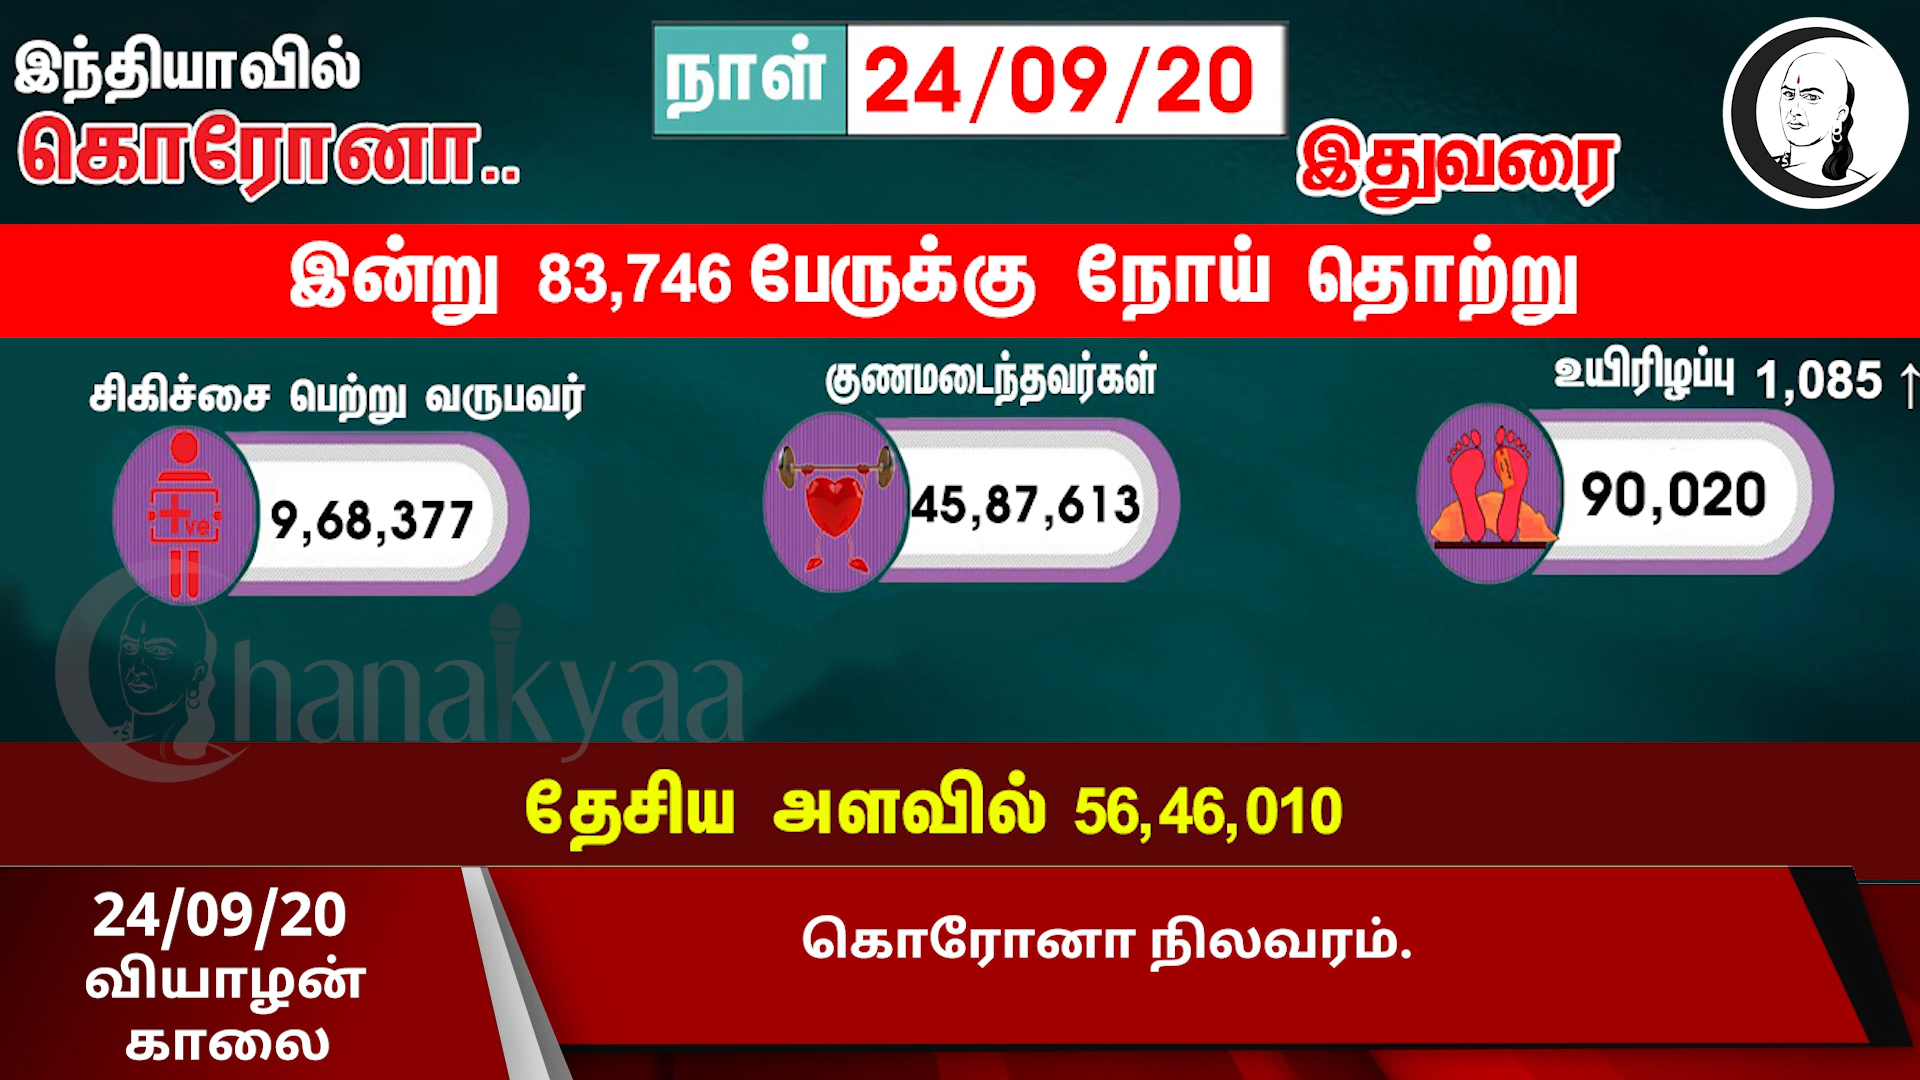 இந்தியாவில்
கொரோனா..
நாள் 24/09/20
இதுவரை
இன்று 83,746 பேருக்கு நோய் தொற்று
சிகிச்சை பெற்று வருபவர்
குணமடைந்தவர்கள்
உயிரிழப்பு 1,085 ↑
+ve
9,68,377
45,87,613
90,020
Chanakyaa
தேசிய அளவில் 56,46,010
24/09/20
வியாழன்
காலை
கொரோனா நிலவரம்.